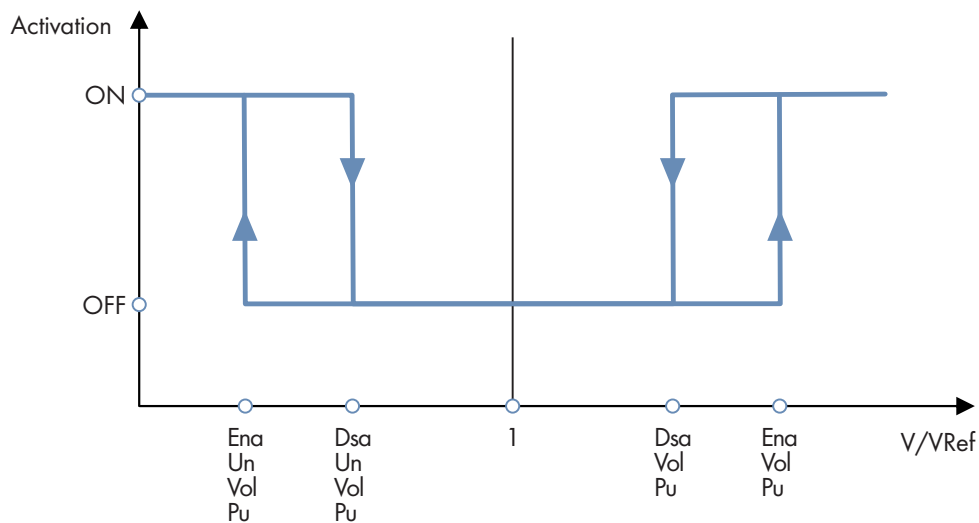 Activation
ON
OFF
Ena
Un
Vol
Pu
Dsa
Un
Vol
Pu
1
Dsa
Vol
Pu
Ena
Vol
Pu
V/VRef